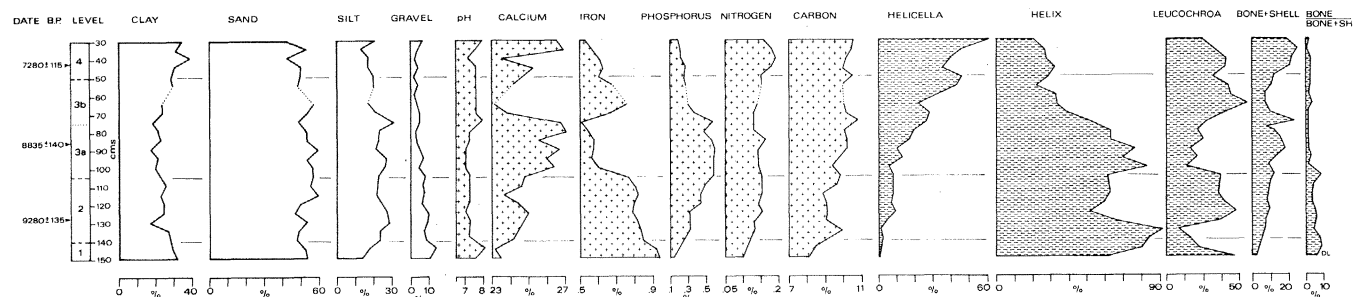 DATE B.P. LEVEL CLAY SAND SILT GRAVEL pH CALCIUM IRON PHOSPHORUS NITROGEN CARBON HELICELLA HELIX LEUCOCHROA BONE+SHELL BONE
BONE+SH
30
7280±115 4 40
50
60
3b 70
80
8835±140 3a 90
cms
100
110
2 120
9280±135 130
140
1 150
DL
0 % 40 0 % 60 0 % 30 0 % 10 7 8 23 % 27 .5 % .9 .1 .3 .5 .05 % .2 7 % 11 0 % 60 0 % 90 0 % 50 0 % 20 0 %
%